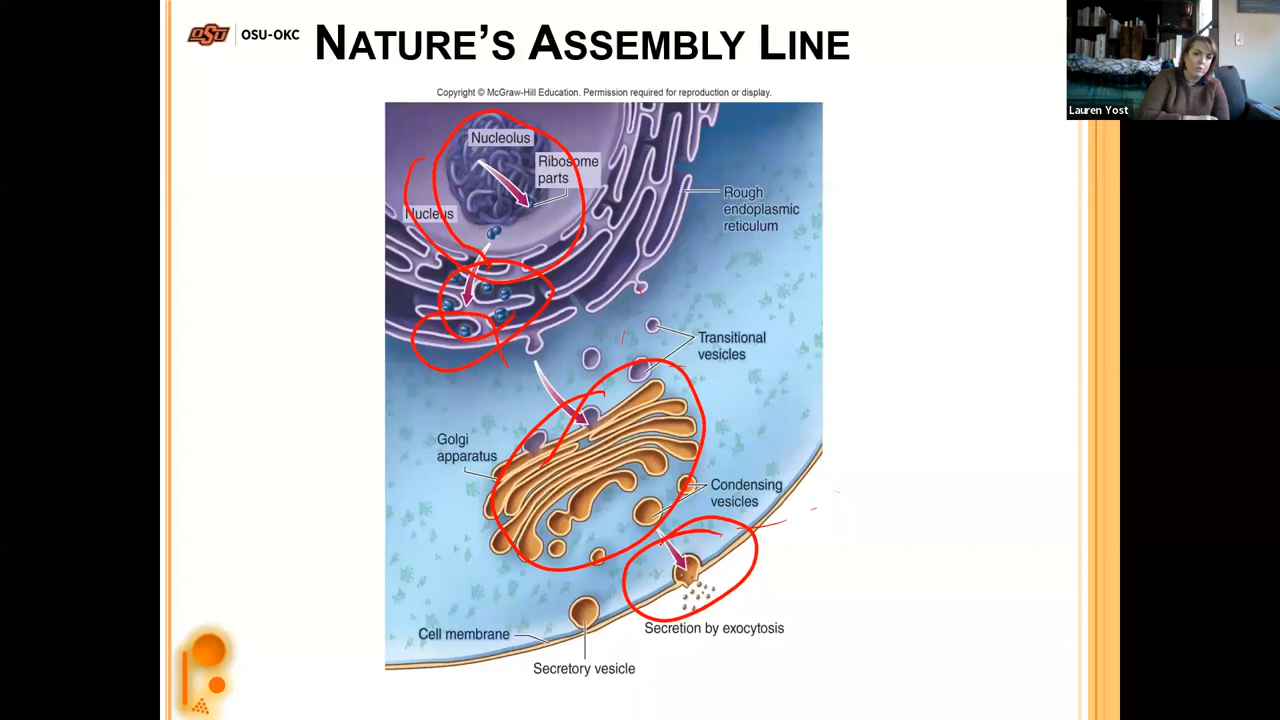 OSU
OSU-OKC
NATURE'S ASSEMBLY LINE
Lauren Yost
Copyright © McGraw-Hill Education. Permission required for reproduction or display.
Nucleolus
Ribosome
parts
Nucleus
Rough
endoplasmic
reticulum
Transitional
vesicles
Golgi
apparatus
Condensing
vesicles
Secretion by exocytosis
Cell membrane
Secretory vesicle